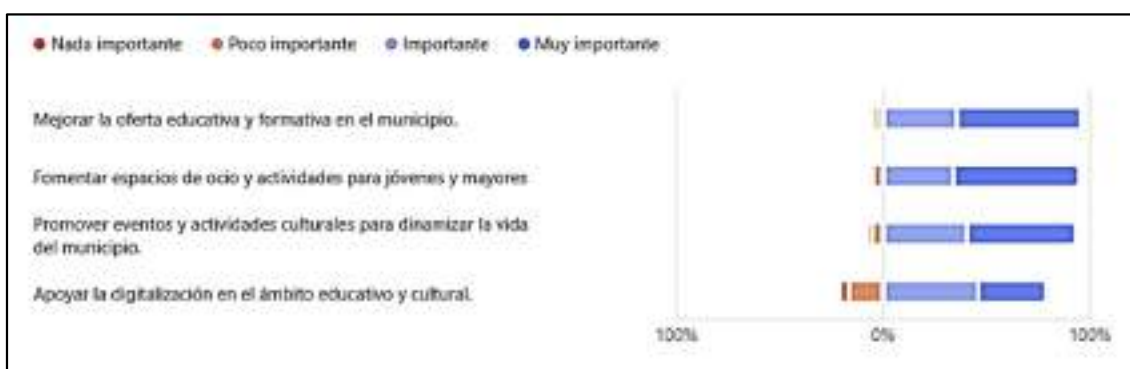 Nada importante Poco importante Importante Muy importante
Mejorar la oferta educativa y formativa en el municipio.
Fomentar espacios de ocio y actividades para jóvenes y mayores
Promover eventos y actividades culturales para dinamizar la vida
del municipio.
Apoyar la digitalización en el ámbito educativo y cultural.
100% 0% 100%